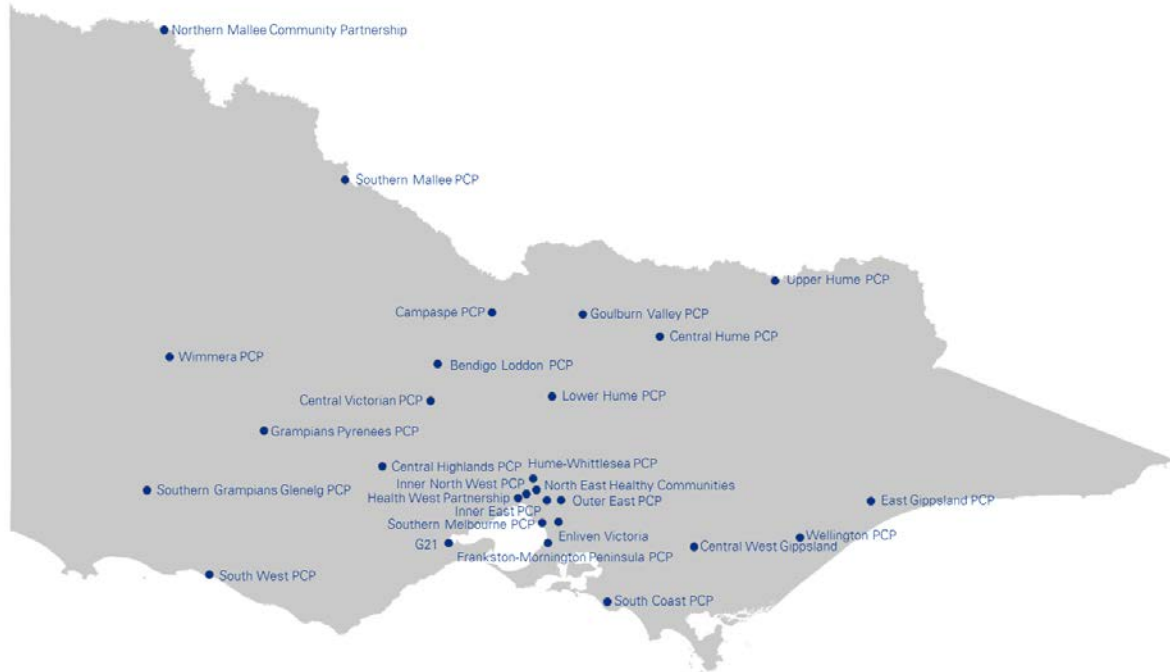 Northern Mallee Community Partnership
Southern Mallee PCP
Upper Hume PCP
Campaspe PCP
Goulburn Valley PCP
Central Hume PCP
Wimmera PCP
Bendigo Loddon PCP
Lower Hume PCP
Central Victorian PCP
Grampians Pyrenees PCP
Hume-Whittlesea PCP
Central Highlands PCP
Inner North West PCP
North East Healthy Communities
Southern Grampians Glenelg PCP
Health West Partnership
Outer East PCP
East Gippsland PCP
Inner East PCP
Southern Melbourne PCP
Enliven Victoria
Wellington PCP
G21
Central West Gippsland
Frankston-Mornington Peninsula PCP
South West PCP
South Coast PCP